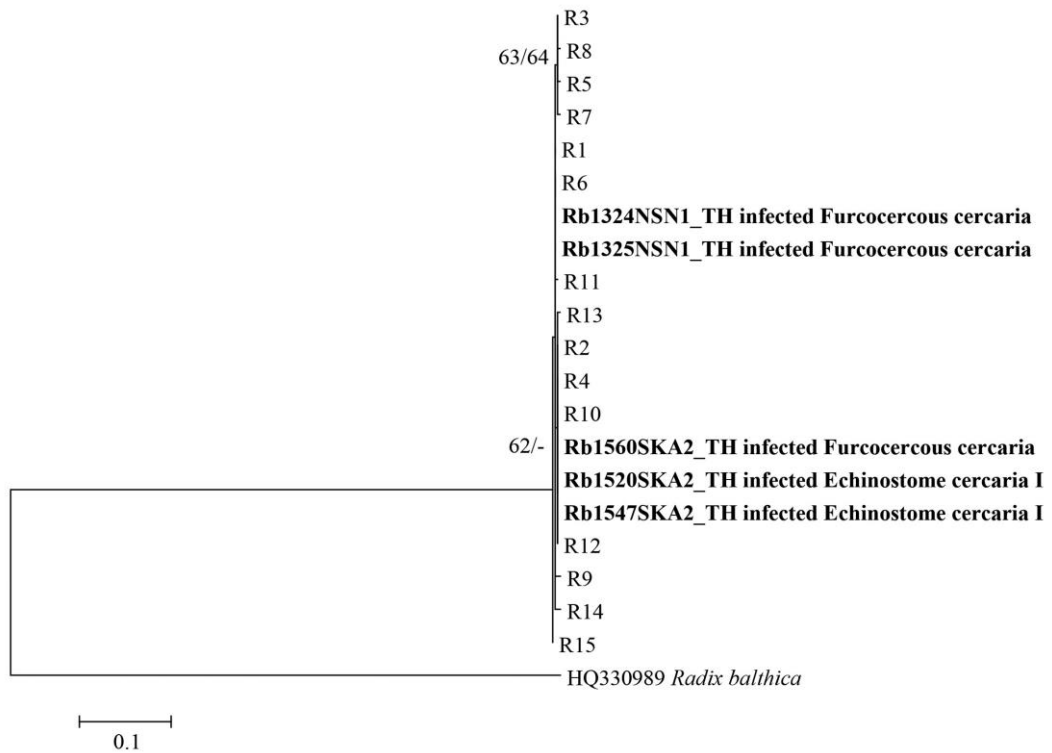 R3
63/64
R8
R5
R7
R1
R6
Rb1324NSN1_TH infected Furcocercous cercaria
Rb1325NSN1_TH infected Furcocercous cercaria
R11
R13
R2
R4
R10
62/-
Rb1560SKA2_TH infected Furcocercous cercaria
Rb1520SKA2_TH infected Echinostome cercaria I
Rb1547SKA2_TH infected Echinostome cercaria I
R12
R9
R14
R15
HQ330989 Radix balthica
0.1